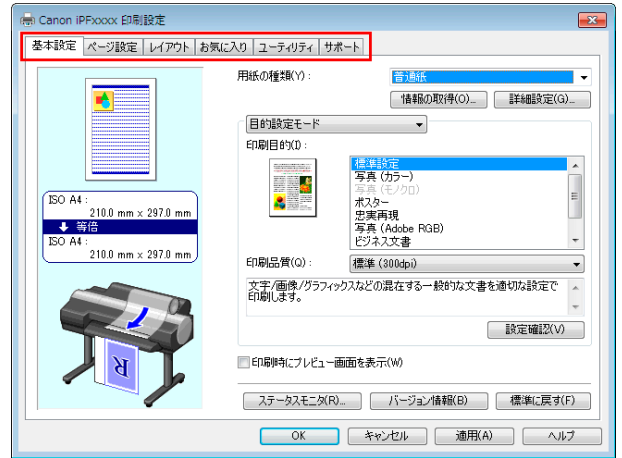 Canon iPFxxxx 印刷設定
基本設定 ページ設定 レイアウト お気に入り ユーティリティ サポート
用紙の種類(Y)： 普通紙
情報の取得(O)... 詳細設定(G)...
目的設定モード
印刷目的(I)：
標準設定
写真 (カラー)
写真 (モノクロ)
ポスター
忠実再現
写真 (Adobe RGB)
ビジネス文書
ISO A4 :
210.0 mm x 297.0 mm
等倍
ISO A4 :
210.0 mm x 297.0 mm
印刷品質(Q)： 標準 (300dpi)
文字/画像/グラフィックスなどの混在する一般的な文書を適切な設定で
印刷します。
設定確認(V)
印刷時にプレビュー画面を表示(W)
ステータスモニタ(R)... バージョン情報(B) 標準に戻す(F)
OK キャンセル 適用(A) ヘルプ
R